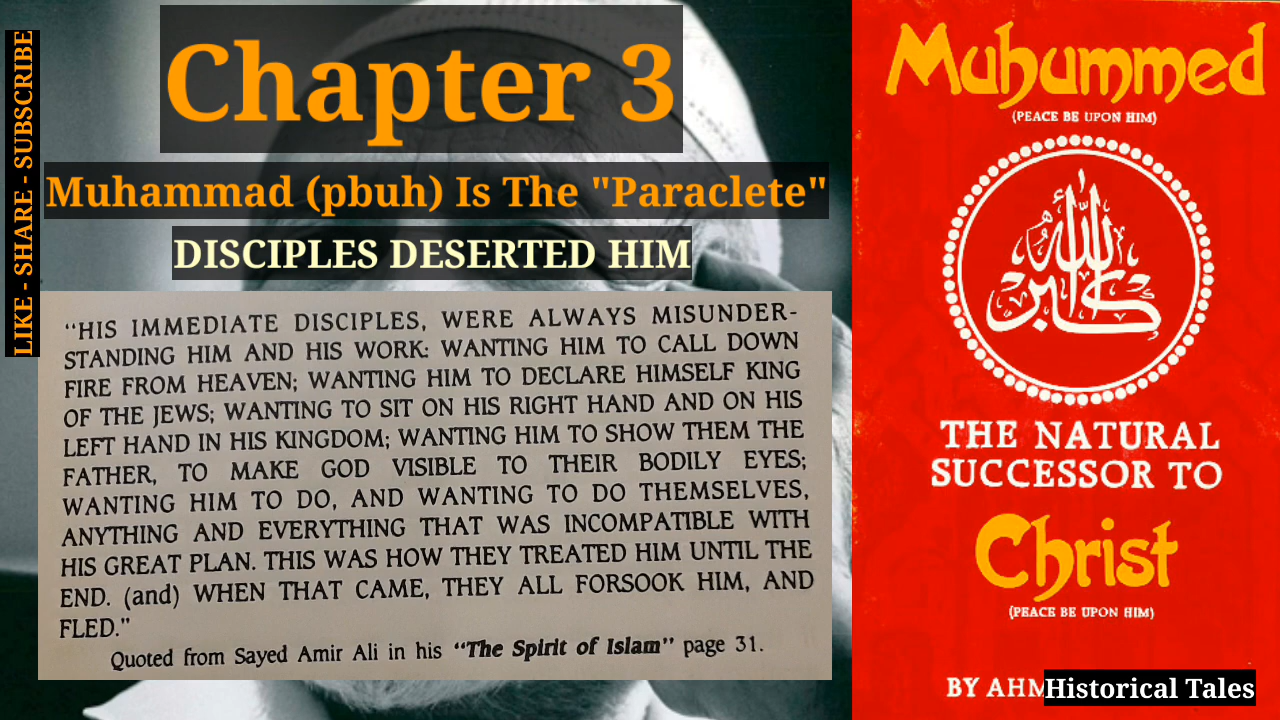 LIKE - SHARE - SUBSCRIBE
Chapter 3
Muhammad (pbuh) Is The "Paraclete"
DISCIPLES DESERTED HIM
“HIS IMMEDIATE DISCIPLES, WERE ALWAYS MISUNDER-
STANDING HIM AND HIS WORK: WANTING HIM TO CALL DOWN
FIRE FROM HEAVEN; WANTING HIM TO DECLARE HIMSELF KING
OF THE JEWS; WANTING TO SIT ON HIS RIGHT HAND AND ON HIS
LEFT HAND IN HIS KINGDOM; WANTING HIM TO SHOW THEM THE
FATHER, TO MAKE GOD VISIBLE TO THEIR BODILY EYES;
WANTING HIM TO DO, AND WANTING TO DO THEMSELVES,
ANYTHING AND EVERYTHING THAT WAS INCOMPATIBLE WITH
HIS GREAT PLAN. THIS WAS HOW THEY TREATED HIM UNTIL THE
END. (and) WHEN THAT CAME, THEY ALL FORSOOK HIM, AND
FLED."
Quoted from Sayed Amir Ali in his “The Spirit of Islam” page 31.
Muhummed
(PEACE BE UPON HIM)
الله اكبر
THE NATURAL
SUCCESSOR TO
Christ
(PEACE BE UPON HIM)
BY AHM
Historical Tales